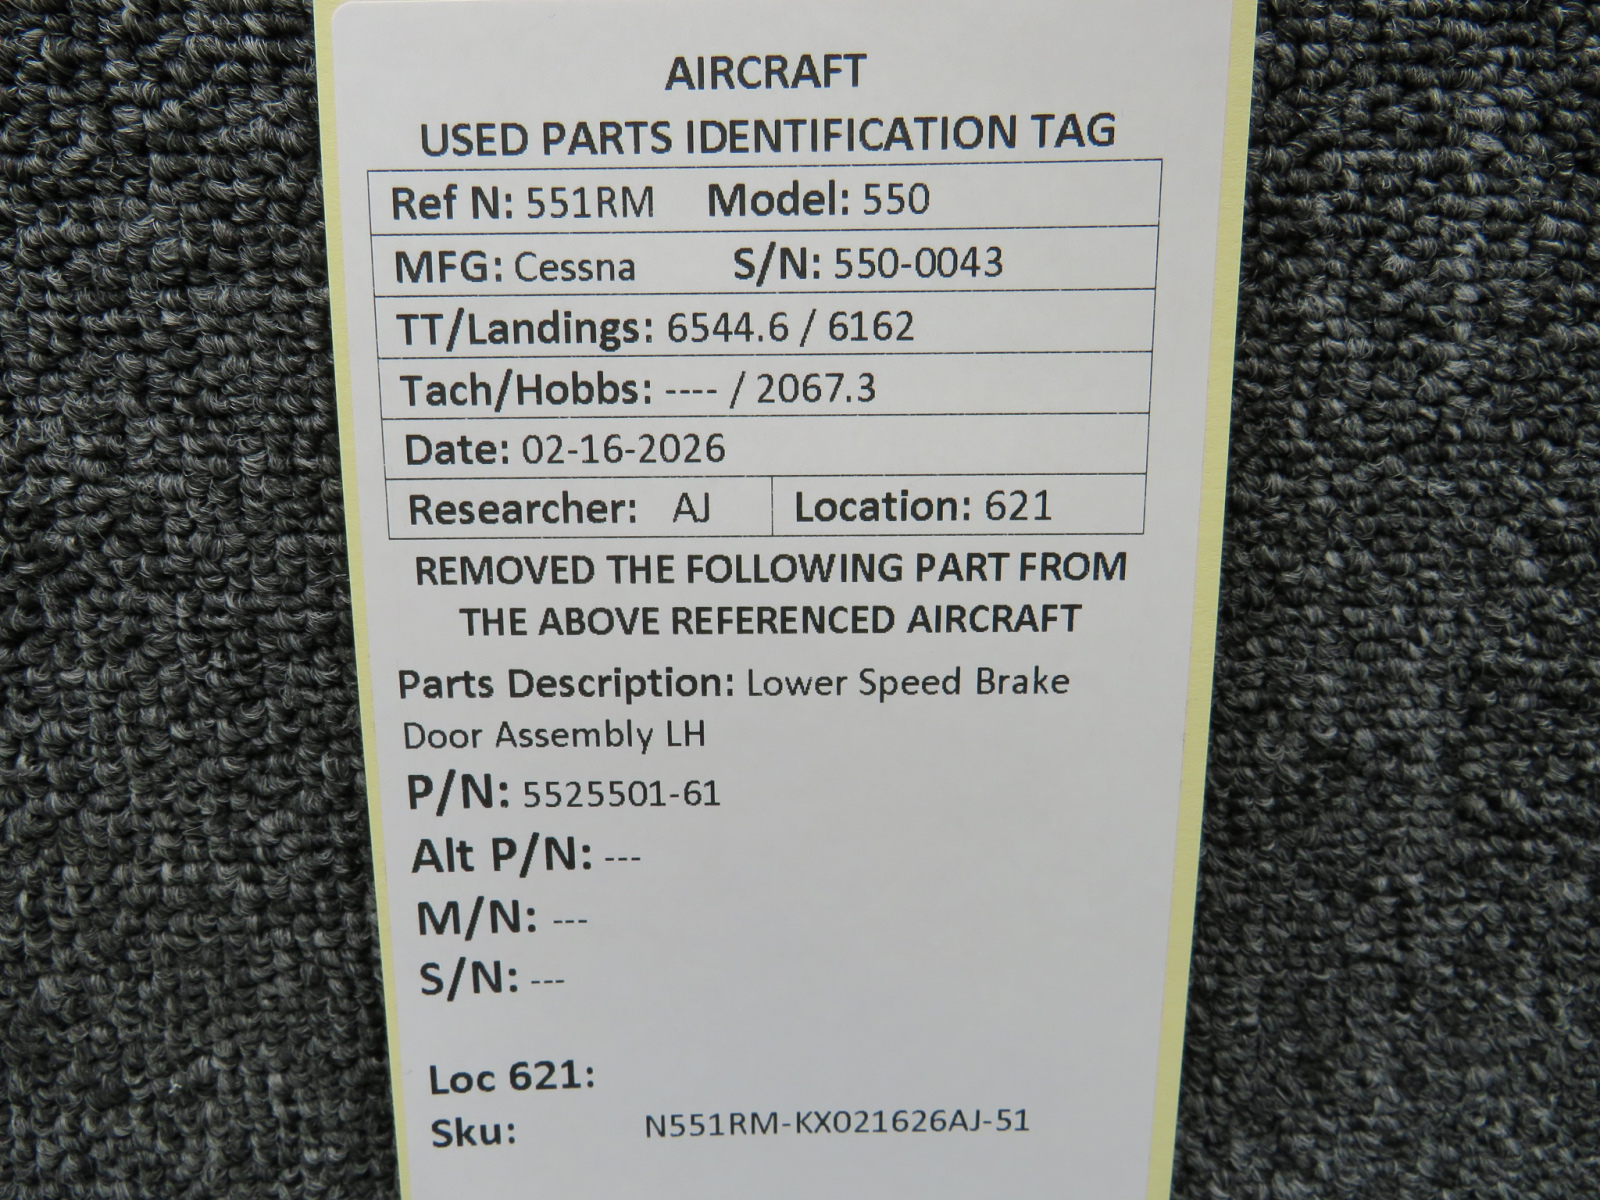 AIRCRAFT
USED PARTS IDENTIFICATION TAG
Ref N: 551RM Model: 550
MFG: Cessna S/N: 550-0043
TT/Landings: 6544.6 / 6162
Tach/Hobbs: ---- / 2067.3
Date: 02-16-2026
Researcher: AJ Location: 621
REMOVED THE FOLLOWING PART FROM
THE ABOVE REFERENCED AIRCRAFT
Parts Description: Lower Speed Brake
Door Assembly LH
P/N: 5525501-61
Alt P/N: ---
M/N: ---
S/N: ---
Loc 621:
Sku: N551RM-KX021626AJ-51